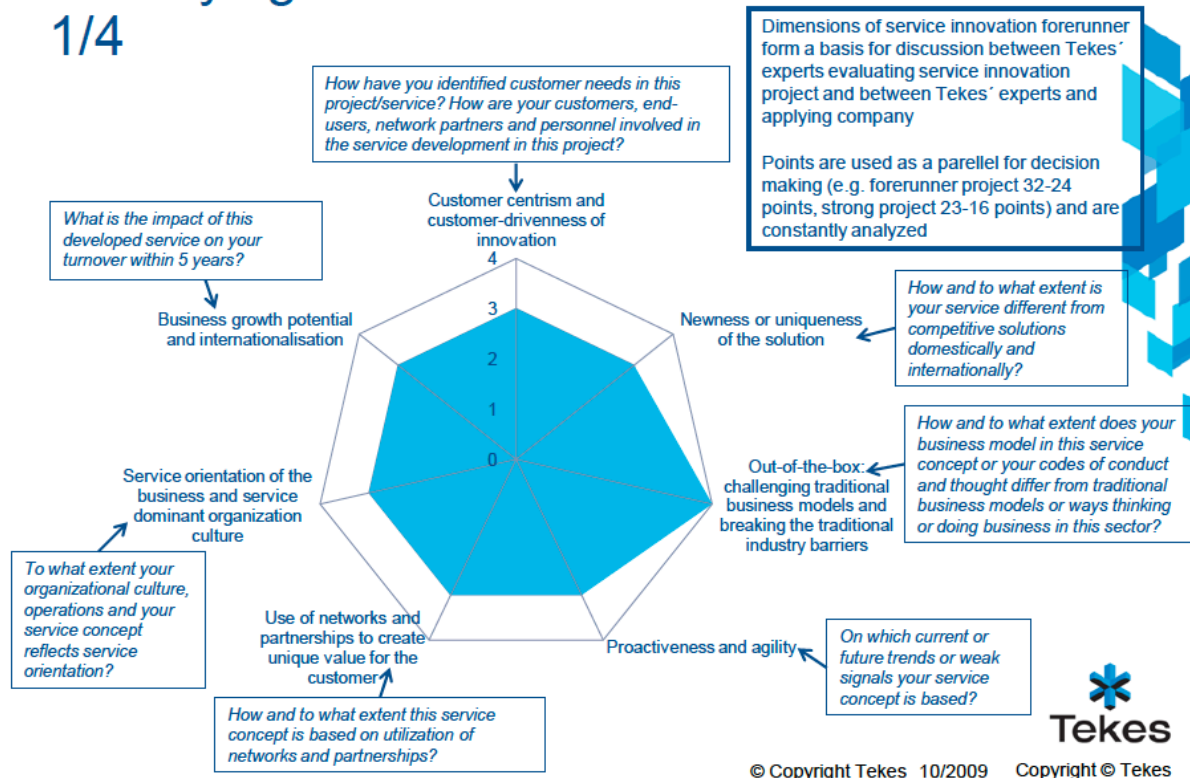 1/4
Dimensions of service innovation forerunner
form a basis for discussion between Tekes´
experts evaluating service innovation
project and between Tekes´ experts and
applying company
Points are used as a parellel for decision
making (e.g. forerunner project 32-24
points, strong project 23-16 points) and are
constantly analyzed
How have you identified customer needs in this
project/service? How are your customers, end-
users, network partners and personnel involved in
the service development in this project?
Customer centrism and
customer-drivenness of
innovation
What is the impact of this
developed service on your
turnover within 5 years?
Business growth potential
and internationalisation
4
3
2
1
0
Newness or uniqueness
of the solution
How and to what extent is
your service different from
competitive solutions
domestically and
internationally?
Out-of-the-box:
challenging traditional
business models and
breaking the traditional
industry barriers
How and to what extent does your
business model in this service
concept or your codes of conduct
and thought differ from traditional
business models or ways thinking
or doing business in this sector?
Service orientation of the
business and service
dominant organization
culture
To what extent your
organizational culture,
operations and your
service concept
reflects service
orientation?
Use of networks and
partnerships to create
unique value for the
customer
How and to what extent this service
concept is based on utilization of
networks and partnerships?
Proactiveness and agility
On which current or
future trends or weak
signals your service
concept is based?
Tekes
© Copyright Tekes 10/2009 Copyright © Tekes